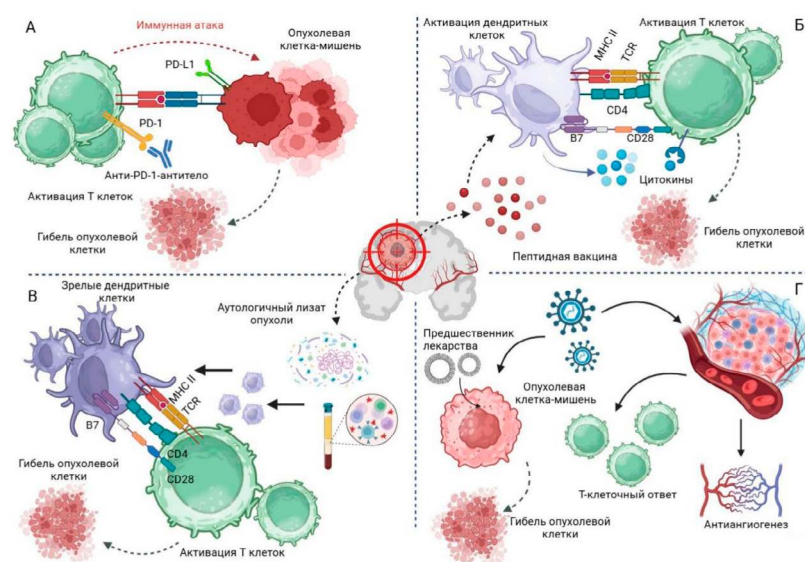 А
Иммунная атака
Опухолевая
клетка-мишень
PD-L1
PD-1
Анти-PD-1-антитело
Активация Т клеток
Гибель опухолевой
клетки
Б
Активация дендритных
клеток
Активация Т клеток
MHC II
TCR
CD4
B7
CD28
Цитокины
Пептидная вакцина
Гибель опухолевой
клетки
В
Зрелые дендритные
клетки
Аутологичный лизат
опухоли
MHC II
TCR
B7
CD4
CD28
Гибель опухолевой
клетки
Активация Т клеток
Г
Предшественник
лекарства
Опухолевая
клетка-мишень
Т-клеточный ответ
Антиангиогенез
Гибель опухолевой
клетки